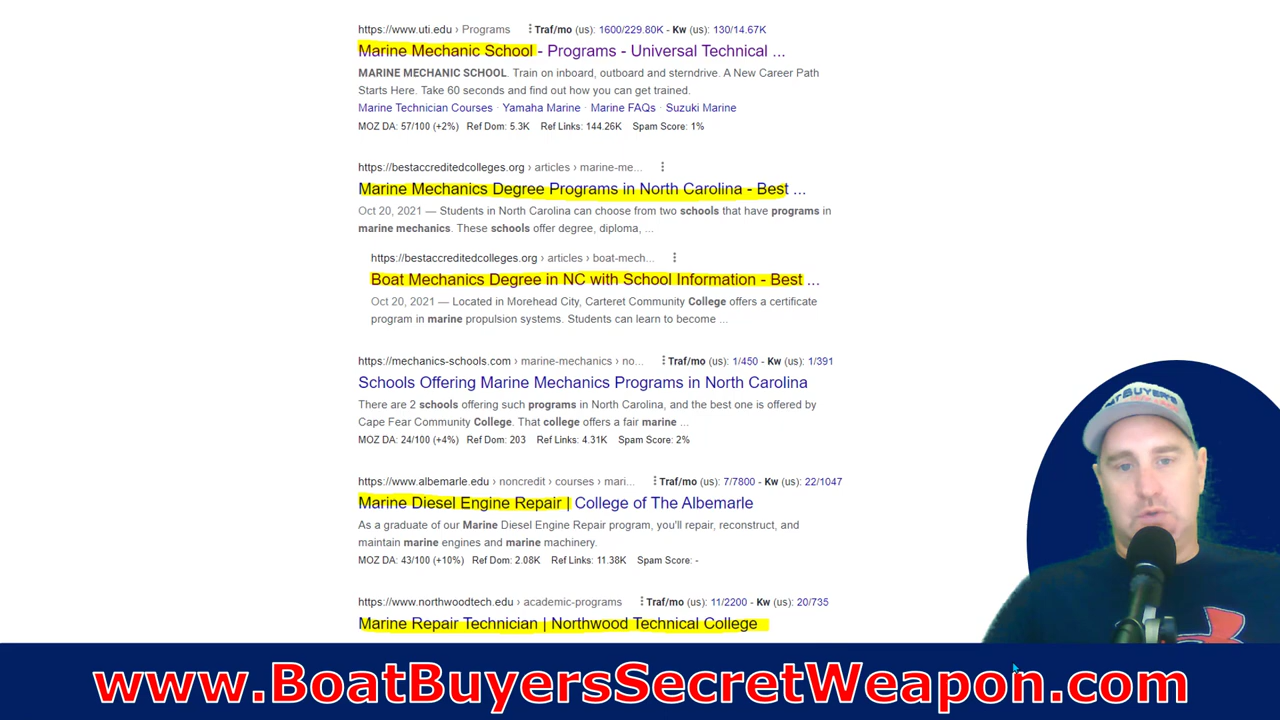 https://www.uti.edu › Programs ⋮ Traf/mo (us): 1600/229.80K - Kw (us): 130/14.67K
Marine Mechanic School - Programs - Universal Technical ...
MARINE MECHANIC SCHOOL. Train on inboard, outboard and sterndrive. A New Career Path
Starts Here. Take 60 seconds and find out how you can get trained.
Marine Technician Courses · Yamaha Marine · Marine FAQs · Suzuki Marine
MOZ DA: 57/100 (+2%) Ref Dom: 5.3K Ref Links: 144.26K Spam Score: 1%
https://bestaccreditedcolleges.org › articles › marine-me... ⋮
Marine Mechanics Degree Programs in North Carolina - Best ...
Oct 20, 2021 — Students in North Carolina can choose from two schools that have programs in
marine mechanics. These schools offer degree, diploma, ...
https://bestaccreditedcolleges.org › articles › boat-mech... ⋮
Boat Mechanics Degree in NC with School Information - Best ...
Oct 20, 2021 — Located in Morehead City, Carteret Community College offers a certificate
program in marine propulsion systems. Students can learn to become ...
https://mechanics-schools.com › marine-mechanics › no... ⋮ Traf/mo (us): 1/450 - Kw (us): 1/391
Schools Offering Marine Mechanics Programs in North Carolina
There are 2 schools offering such programs in North Carolina, and the best one is offered by
Cape Fear Community College. That college offers a fair marine ...
MOZ DA: 24/100 (+4%) Ref Dom: 203 Ref Links: 4.31K Spam Score: 2%
https://www.albemarle.edu › noncredit › courses › mari... ⋮ Traf/mo (us): 7/7800 - Kw (us): 22/1047
Marine Diesel Engine Repair | College of The Albemarle
As a graduate of our Marine Diesel Engine Repair program, you'll repair, reconstruct, and
maintain marine engines and marine machinery.
MOZ DA: 43/100 (+10%) Ref Dom: 2.08K Ref Links: 11.38K Spam Score: -
https://www.northwoodtech.edu › academic-programs ⋮ Traf/mo (us): 11/2200 - Kw (us): 20/735
Marine Repair Technician | Northwood Technical College
www.BoatBuyersSecretWeapon.com